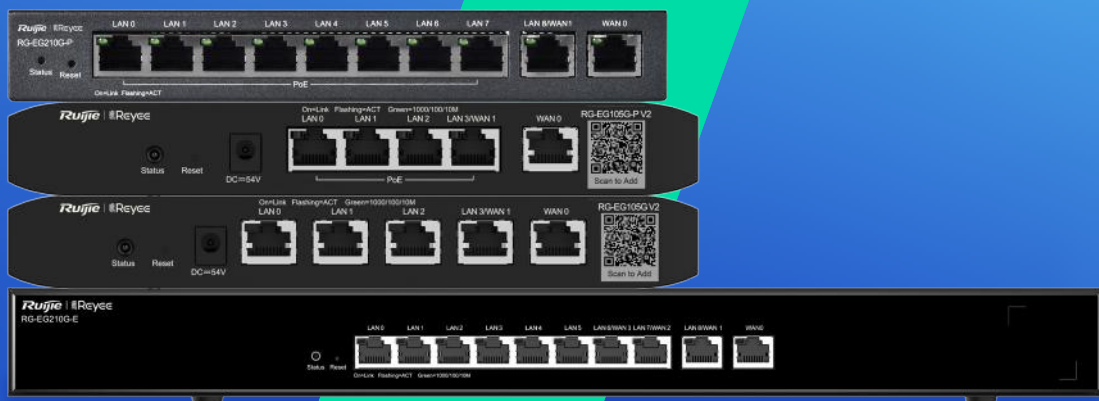 Ruijie | Reyee LAN 0 LAN 1 LAN 2 LAN 3 LAN 4 LAN 5 LAN 6 LAN 7 LAN 8/WAN1 WAN 0
RG-EG210G-P
Status Reset
PoE
On=Link Flashing=ACT
Ruijie | Reyee
On=Link Flashing=ACT Green=1000/100/10M
LAN 0 LAN 1 LAN 2 LAN 3/WAN 1 WAN 0
RG-EG105G-P V2
Status Reset DC⎓54V
PoE
Scan to Add
Ruijie | Reyee
On=Link Flashing=ACT Green=1000/100/10M
LAN 0 LAN 1 LAN 2 LAN 3/WAN 1 WAN 0
RG-EG105G V2
Status Reset DC⎓54V
Scan to Add
Ruijie | Reyee
RG-EG210G-E
LAN 0 LAN 1 LAN 2 LAN 3 LAN 4 LAN 5 LAN 6/WAN 3 LAN 7/WAN 2 LAN 8/WAN 1 WAN0
Status Reset
On=Link Flashing=ACT Green=1000/100/10M